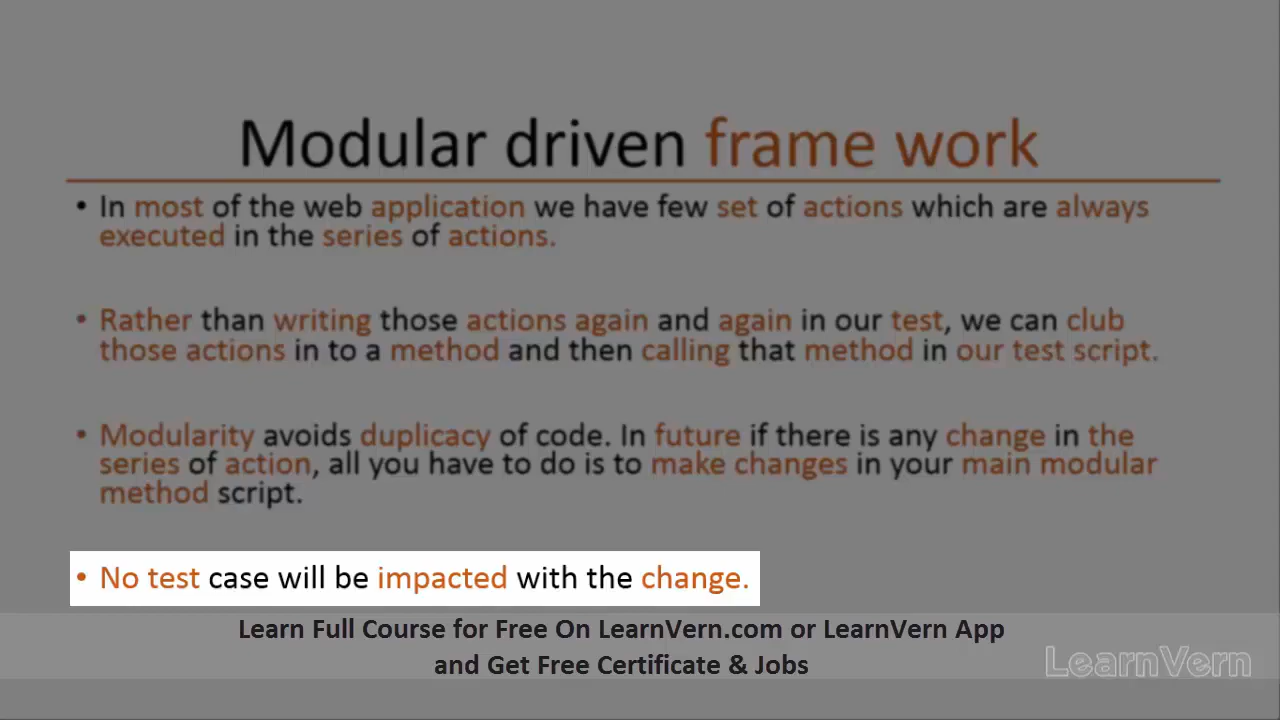 Modular driven frame work
• In most of the web application we have few set of actions which are always
executed in the series of actions.
• Rather than writing those actions again and again in our test, we can club
those actions in to a method and then calling that method in our test script.
• Modularity avoids duplicacy of code. In future if there is any change in the
series of action, all you have to do is to make changes in your main modular
method script.
• No test case will be impacted with the change.
Learn Full Course for Free On LearnVern.com or LearnVern App
and Get Free Certificate & Jobs
LearnVern